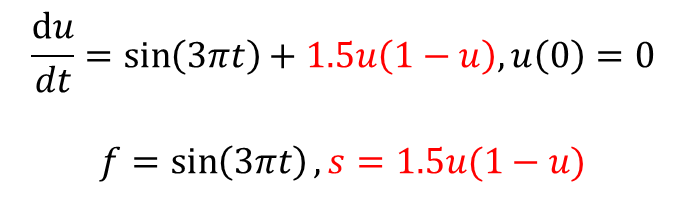 du/dt = sin(3πt) + 1.5u(1 − u), u(0) = 0
f = sin(3πt) , s = 1.5u(1 − u)